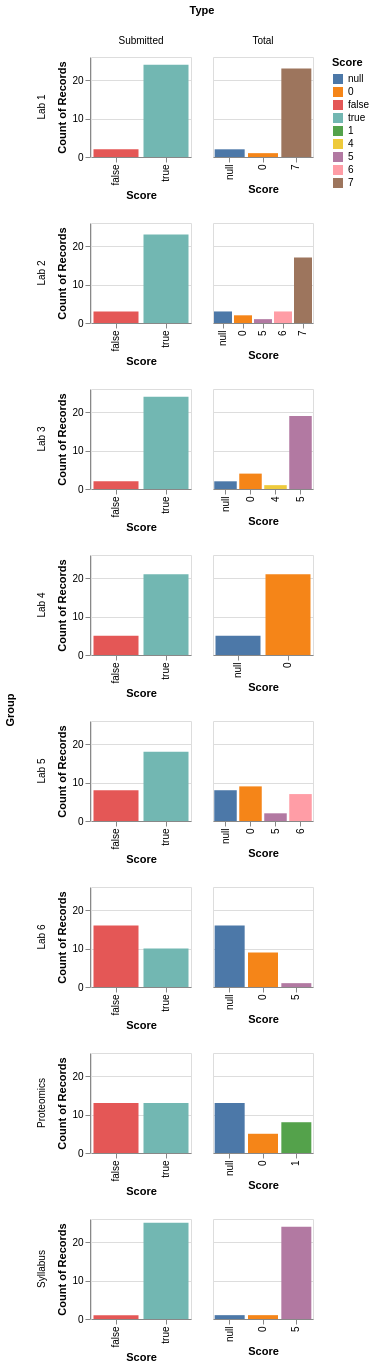 Type
Submitted Total
Score
null
0
false
true
1
4
5
6
7
Group
Lab 1
Count of Records
20
10
0
false true
Score
null 0 7
Score
Lab 2
Count of Records
20
10
0
false true
Score
null 0 5 6 7
Score
Lab 3
Count of Records
20
10
0
false true
Score
null 0 4 5
Score
Lab 4
Count of Records
20
10
0
false true
Score
null 0
Score
Lab 5
Count of Records
20
10
0
false true
Score
null 0 5 6
Score
Lab 6
Count of Records
20
10
0
false true
Score
null 0 5
Score
Proteomics
Count of Records
20
10
0
false true
Score
null 0 1
Score
Syllabus
Count of Records
20
10
0
false true
Score
null 0 5
Score